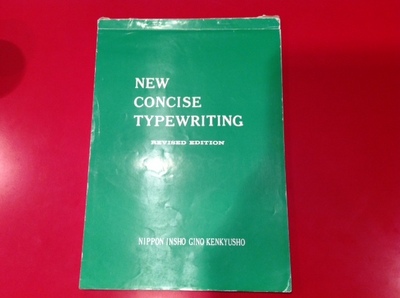 NEW
CONCISE
TYPEWRITING
REVISED EDITION
NIPPON INSHO GINO KENKYUSHO